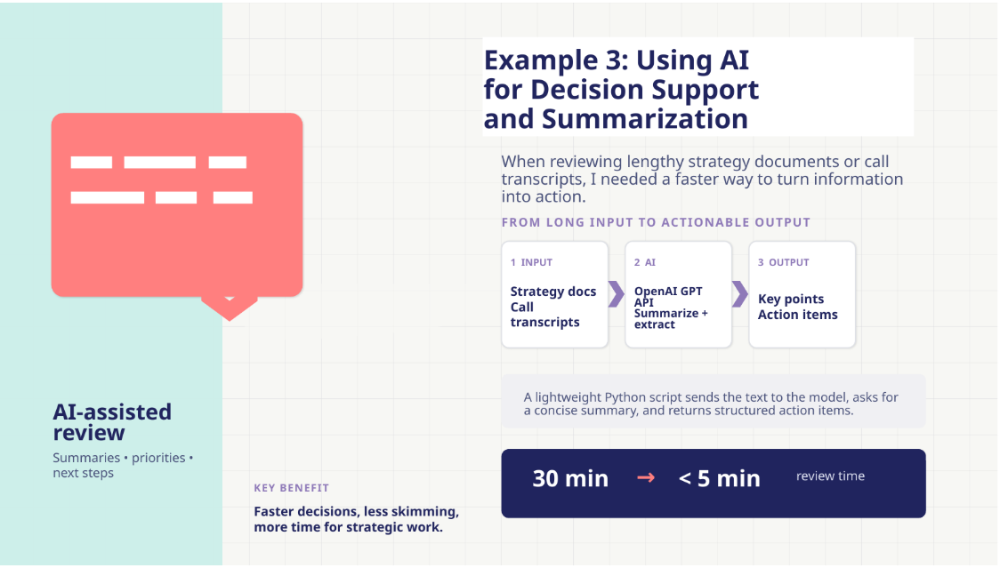 Example 3: Using AI
for Decision Support
and Summarization
When reviewing lengthy strategy documents or call
transcripts, I needed a faster way to turn information
into action.
FROM LONG INPUT TO ACTIONABLE OUTPUT
1 INPUT
Strategy docs
Call
transcripts
2 AI
OpenAI GPT
API
Summarize +
extract
3 OUTPUT
Key points
Action items
A lightweight Python script sends the text to the model, asks for
a concise summary, and returns structured action items.
30 min → < 5 min review time
AI-assisted
review
Summaries • priorities •
next steps
KEY BENEFIT
Faster decisions, less skimming,
more time for strategic work.